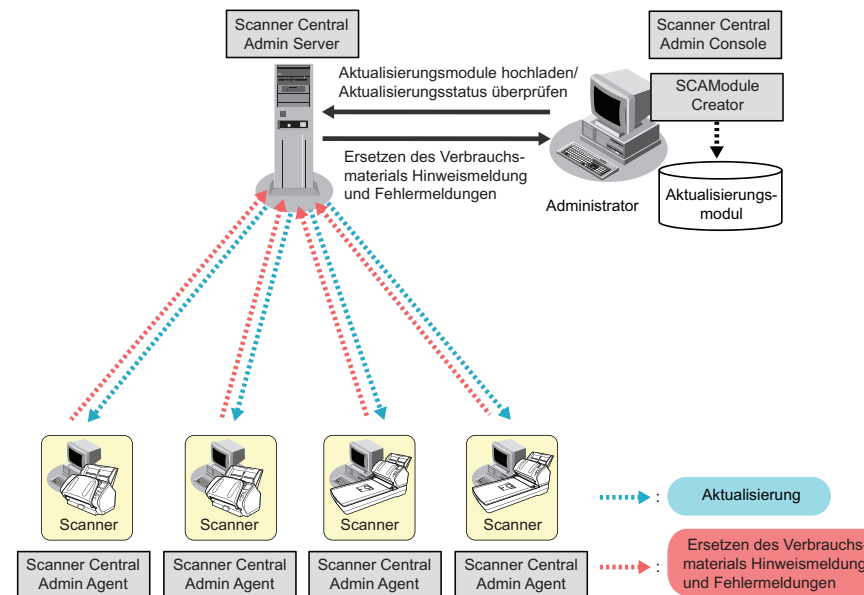 Scanner Central
Admin Server
Scanner Central
Admin Console
Aktualisierungsmodule hochladen/
Aktualisierungsstatus überprüfen
SCAModule
Creator
Ersetzen des Verbrauchs-
materials Hinweismeldung
und Fehlermeldungen
Administrator
Aktualisierungs-
modul
Scanner
Scanner
Scanner
Scanner
Scanner Central
Admin Agent
Scanner Central
Admin Agent
Scanner Central
Admin Agent
Scanner Central
Admin Agent
: Aktualisierung
: Ersetzen des Verbrauchs-
materials Hinweismeldung
und Fehlermeldungen